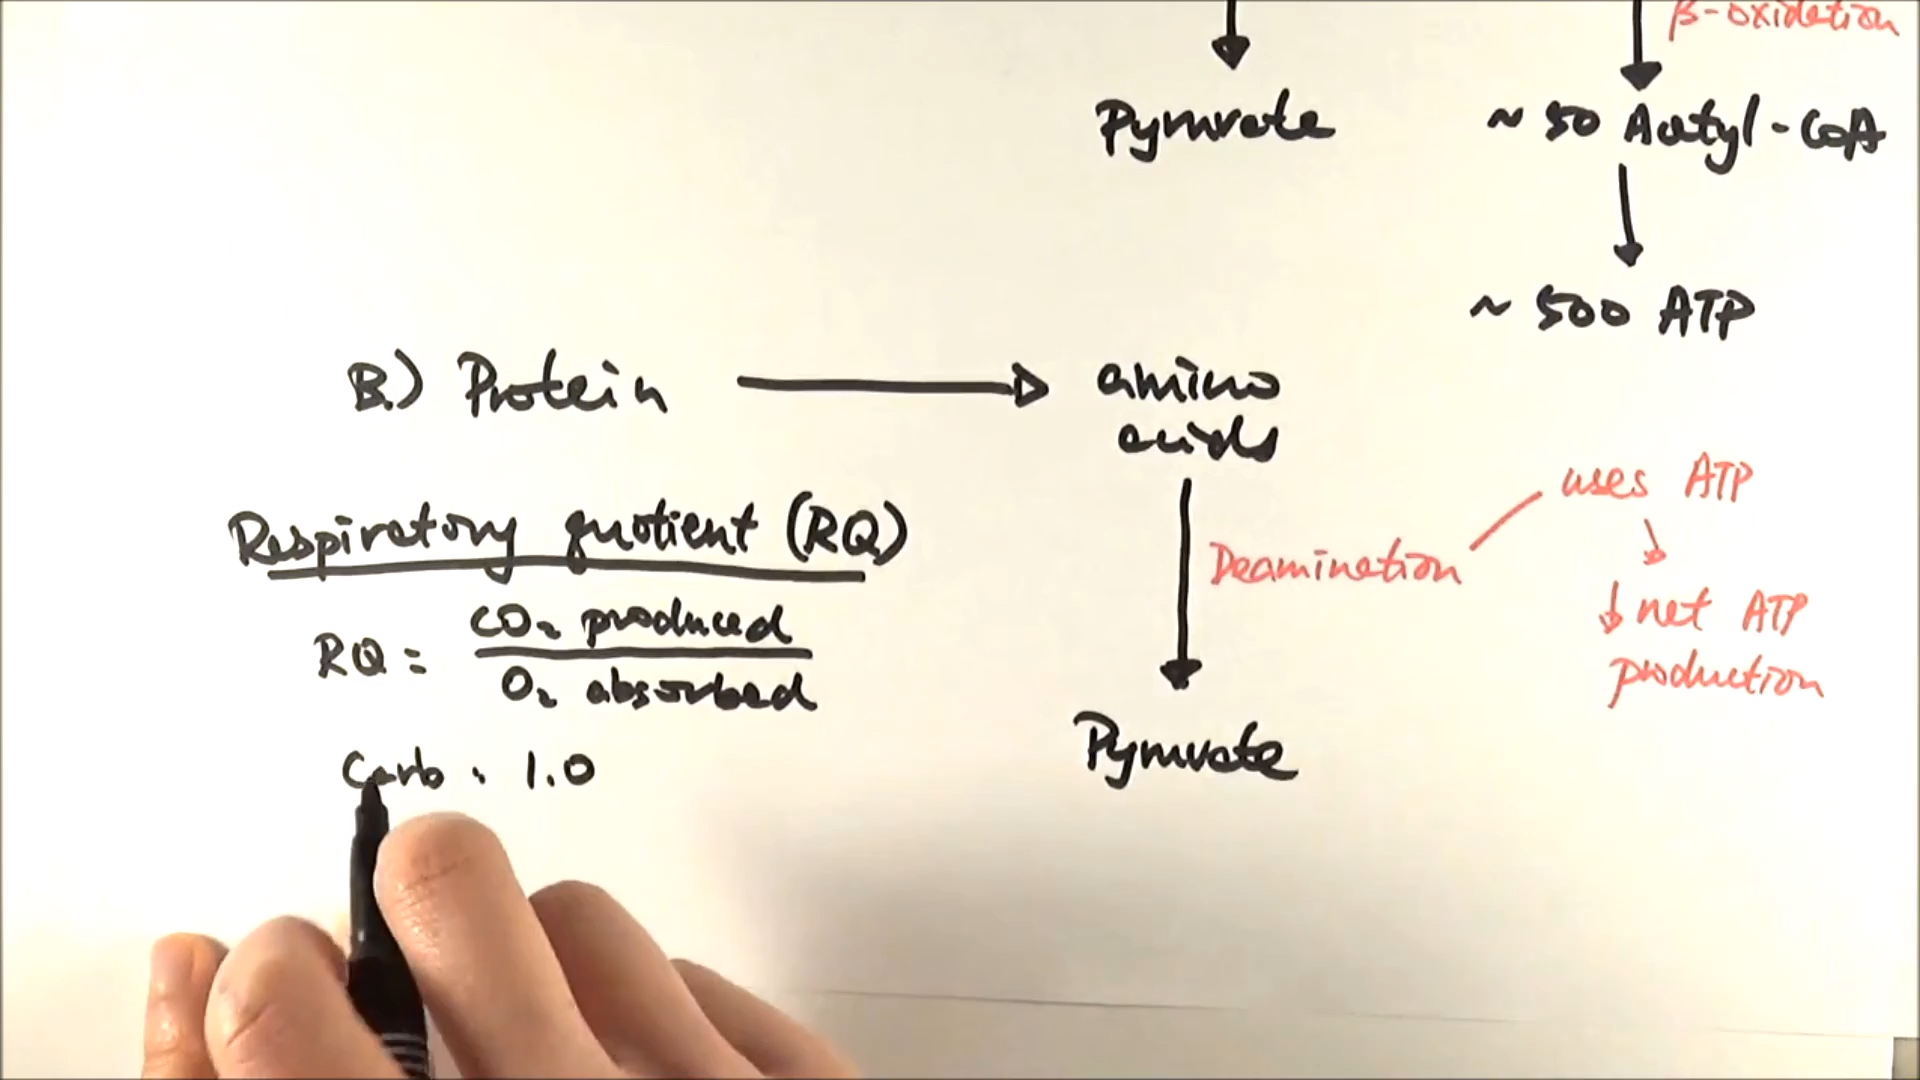 β-oxidation
Pyruvate
~ 50 Acetyl-CoA
~ 500 ATP
B.) Protein
amino
acids
Respiratory quotient (RQ)
RQ =
CO₂ produced
O₂ absorbed
Carb : 1.0
Deamination
uses ATP
↓ net ATP
production
Pyruvate